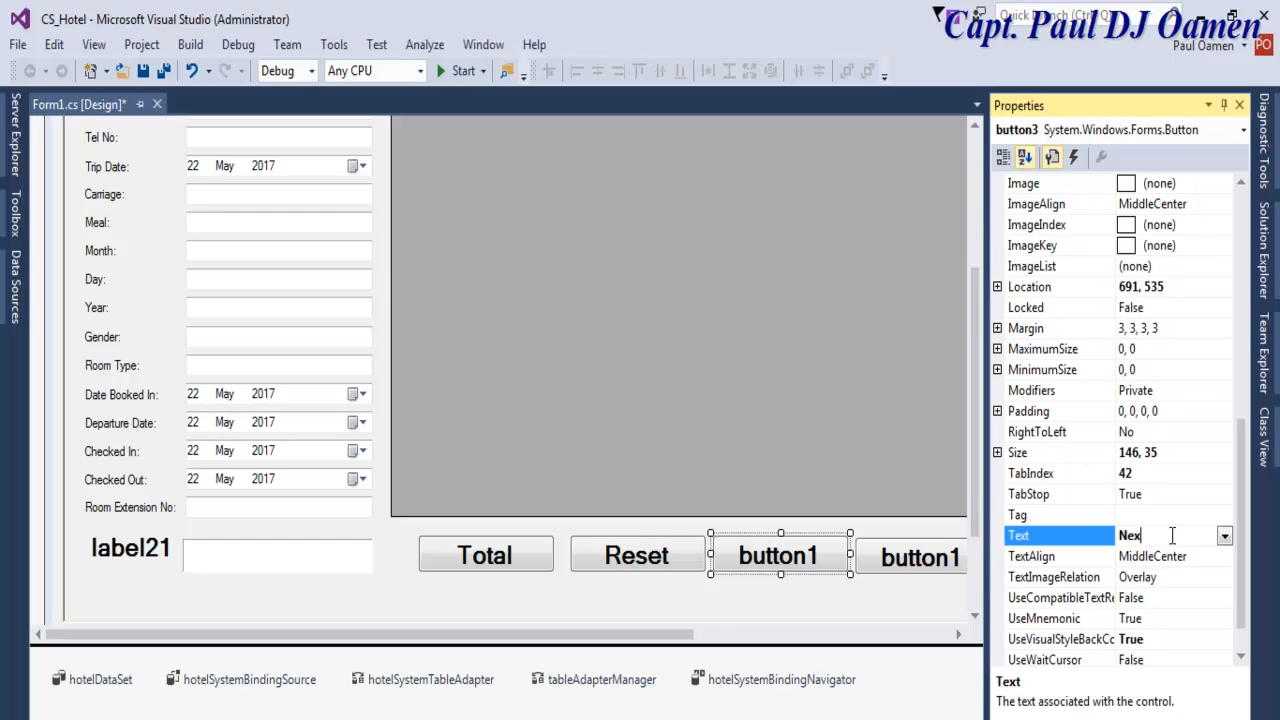 CS_Hotel - Microsoft Visual Studio (Administrator)
Capt. Paul DJ Oamen
File Edit View Project Build Debug Team Tools Test Analyze Window Help
Paul Oamen PO
Debug Any CPU Start
Form1.cs [Design]*
Server Explorer
Toolbox
Data Sources
Tel No:
Trip Date: 22 May 2017
Carriage:
Meal:
Month:
Day:
Year:
Gender:
Room Type:
Date Booked In: 22 May 2017
Departure Date: 22 May 2017
Checked In: 22 May 2017
Checked Out: 22 May 2017
Room Extension No:
label21 Total Reset button1 button1
hotelDataSet hotelSystemBindingSource hotelSystemTableAdapter tableAdapterManager hotelSystemBindingNavigator
Properties
button3 System.Windows.Forms.Button
Image (none)
ImageAlign MiddleCenter
ImageIndex (none)
ImageKey (none)
ImageList (none)
Location 691, 535
Locked False
Margin 3, 3, 3, 3
MaximumSize 0, 0
MinimumSize 0, 0
Modifiers Private
Padding 0, 0, 0, 0
RightToLeft No
Size 146, 35
TabIndex 42
TabStop True
Tag
Text Nex
TextAlign MiddleCenter
TextImageRelation Overlay
UseCompatibleTextRe False
UseMnemonic True
UseVisualStyleBackCo True
UseWaitCursor False
Text
The text associated with the control.
Diagnostic Tools
Solution Explorer
Team Explorer
Class View